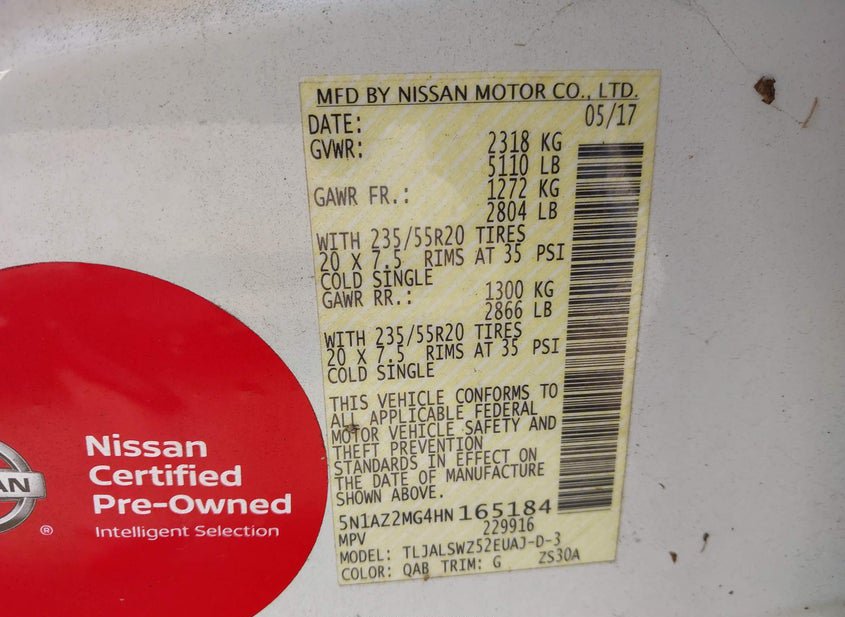 MFD BY NISSAN MOTOR CO., LTD.
DATE: 05/17
GVWR: 2318 KG
5110 LB
GAWR FR.: 1272 KG
2804 LB
WITH 235/55R20 TIRES
20 X 7.5 RIMS AT 35 PSI
COLD SINGLE
GAWR RR.: 1300 KG
2866 LB
WITH 235/55R20 TIRES
20 X 7.5 RIMS AT 35 PSI
COLD SINGLE
THIS VEHICLE CONFORMS TO
ALL APPLICABLE FEDERAL
MOTOR VEHICLE SAFETY AND
THEFT PREVENTION
STANDARDS IN EFFECT ON
THE DATE OF MANUFACTURE
SHOWN ABOVE.
5N1AZ2MG4HN165184
MPV 229916
MODEL: TLJALSWZ52EUAJ-D-3
COLOR: QAB TRIM: G ZS30A
AN
®
Nissan
Certified
Pre-Owned
Intelligent Selection